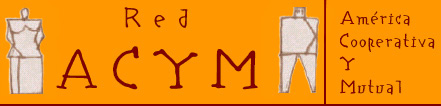 Red
ACYM
América
Cooperativa
Y
Mutual